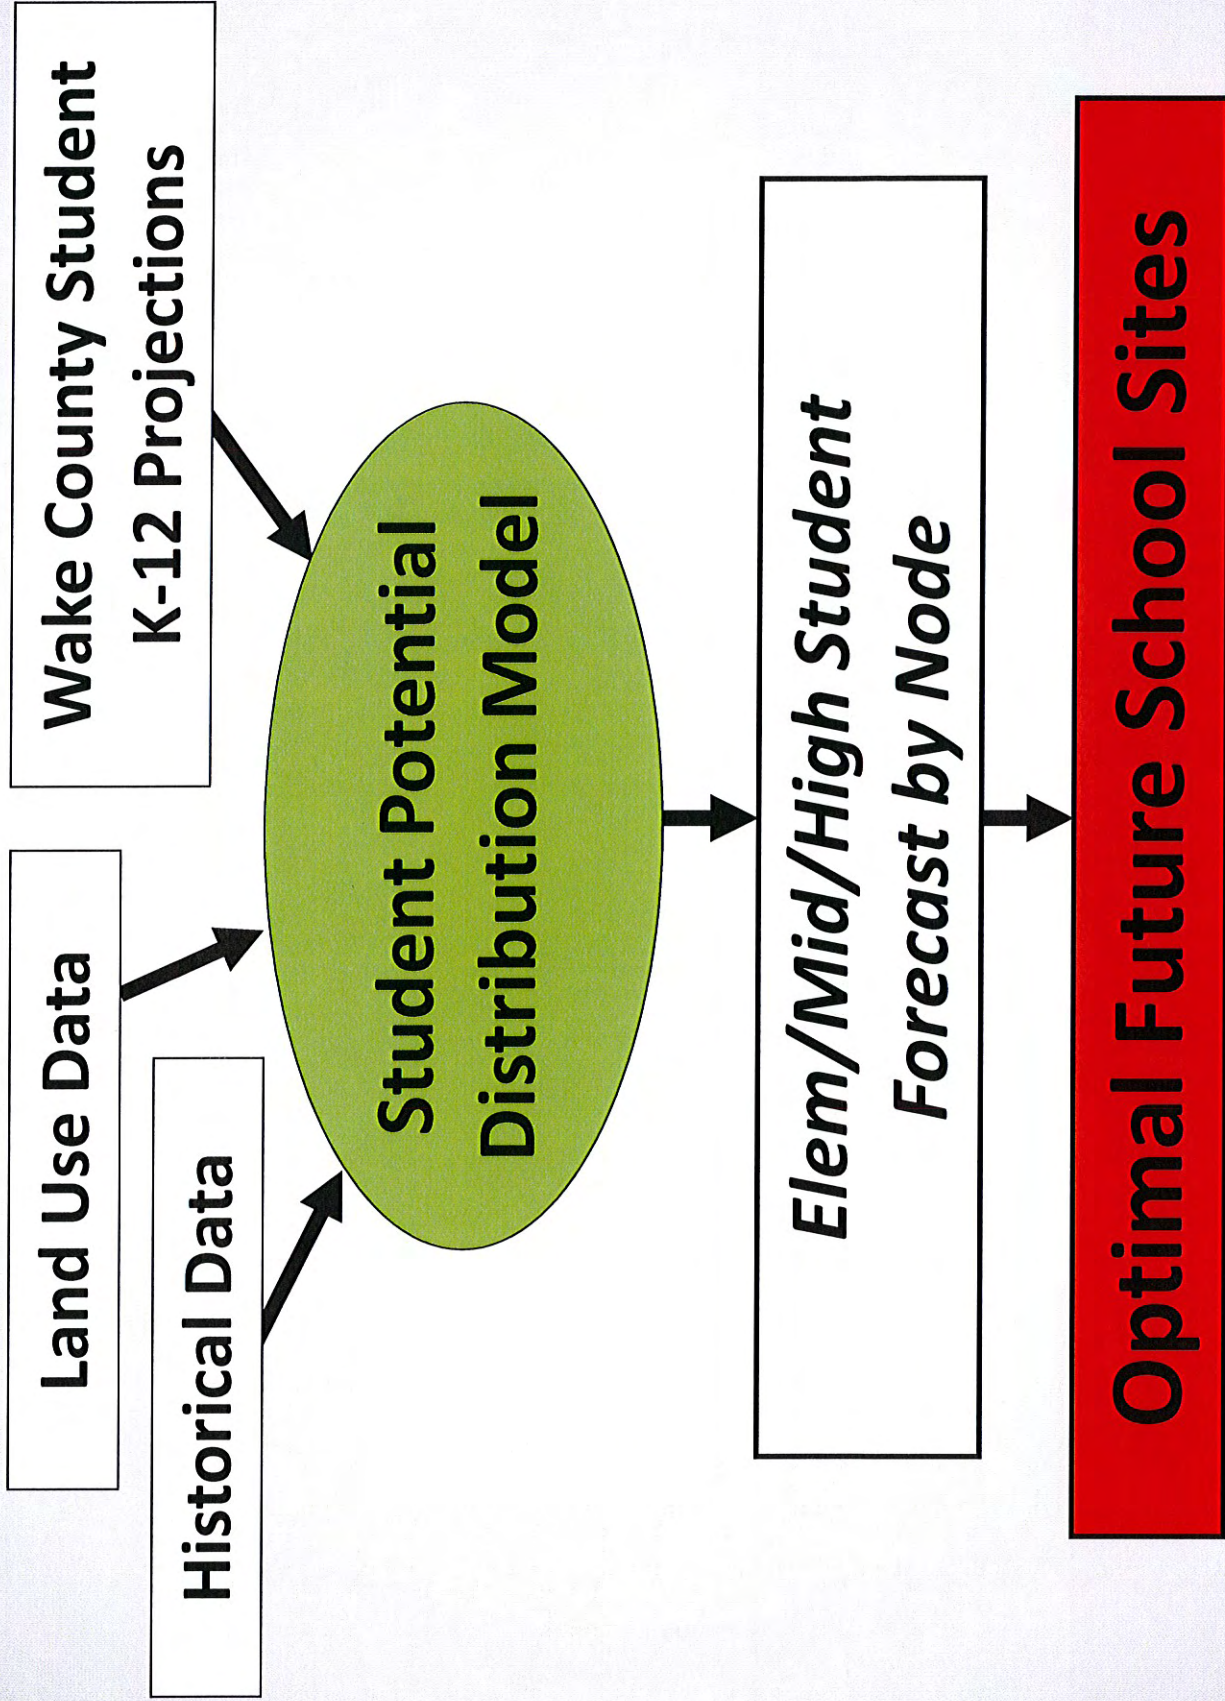 Land Use Data
Wake County Student
K-12 Projections
Historical Data
Student Potential
Distribution Model
Elem/Mid/High Student
Forecast by Node
Optimal Future School Sites